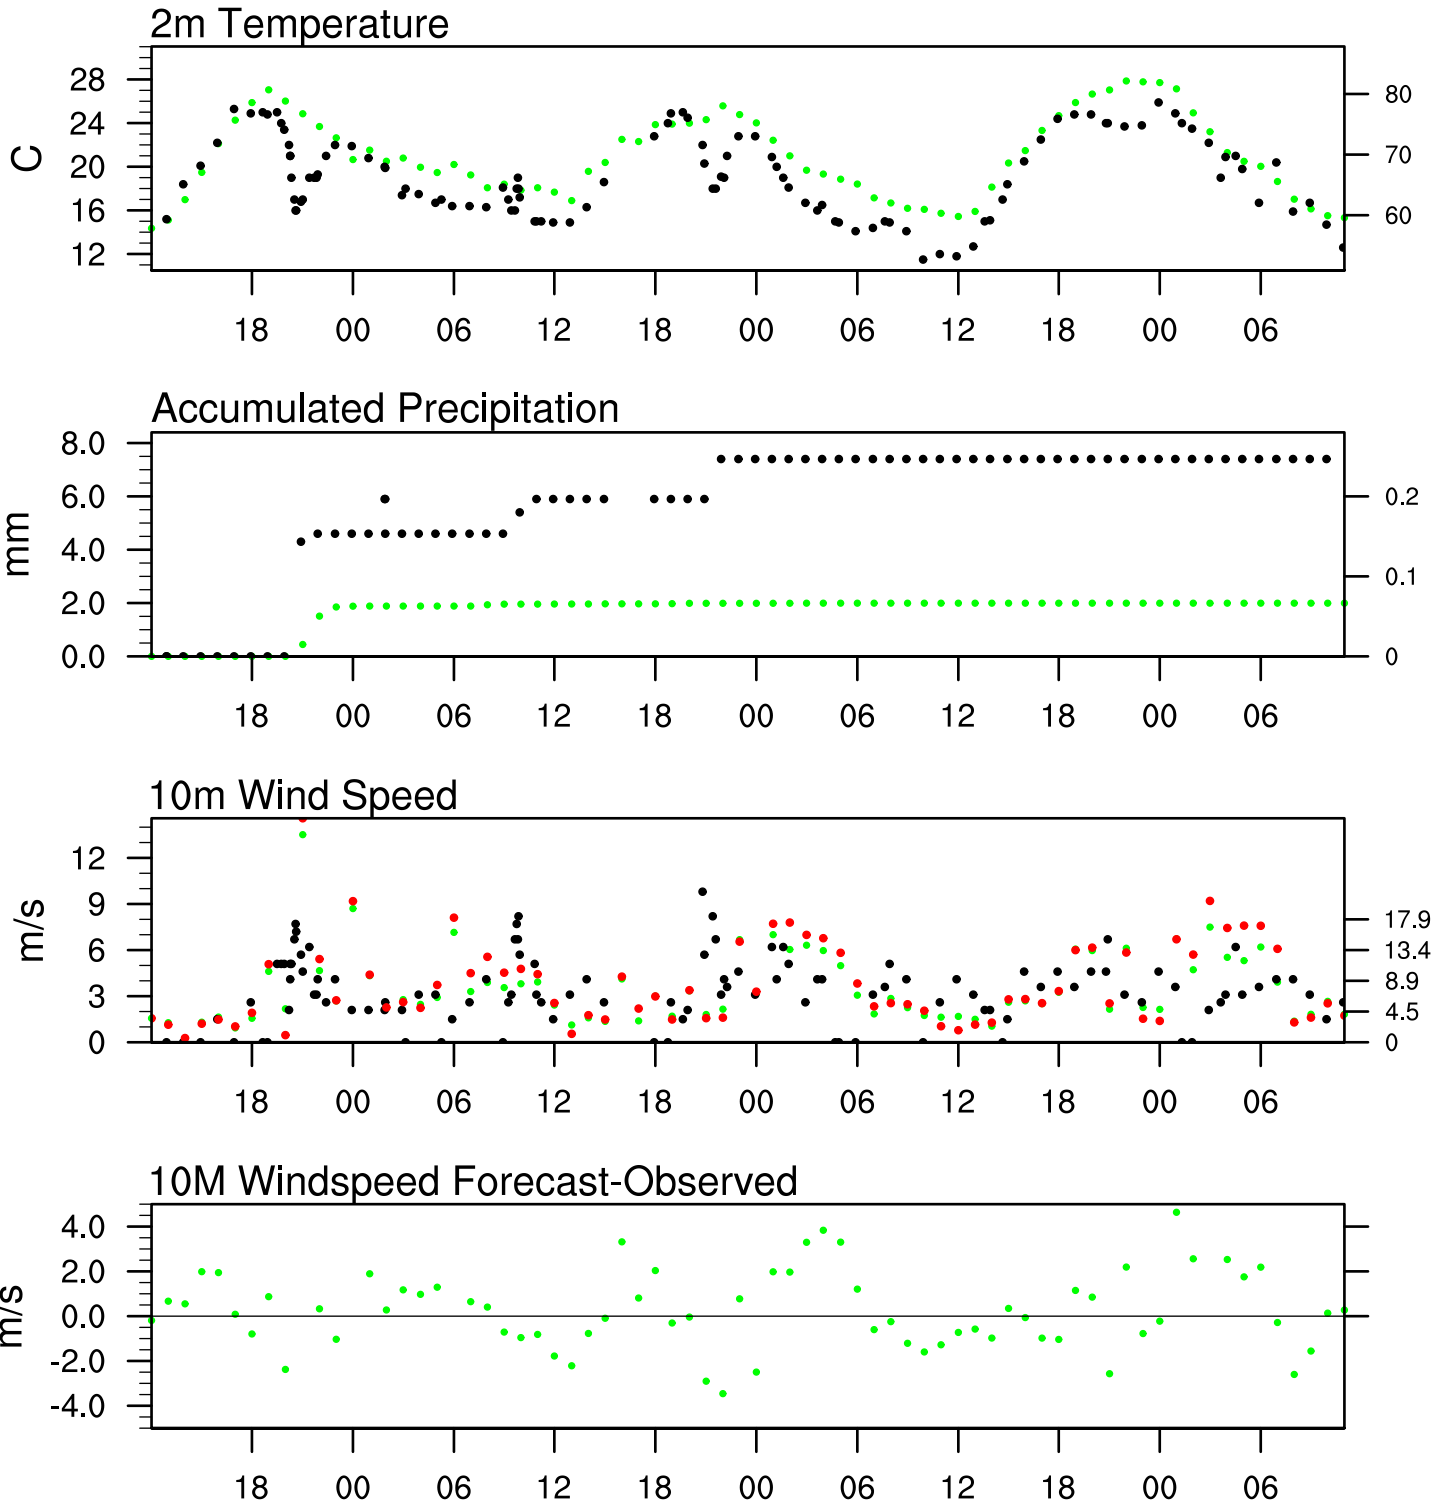 2m Temperature
28
24
20
16
12
C
80
70
60
18 00 06 12 18 00 06 12 18 00 06
Accumulated Precipitation
8.0
6.0
4.0
2.0
0.0
mm
0.2
0.1
0
18 00 06 12 18 00 06 12 18 00 06
10m Wind Speed
12
9
6
3
0
m/s
17.9
13.4
8.9
4.5
0
18 00 06 12 18 00 06 12 18 00 06
10M Windspeed Forecast-Observed
4.0
2.0
0.0
-2.0
-4.0
m/s
18 00 06 12 18 00 06 12 18 00 06